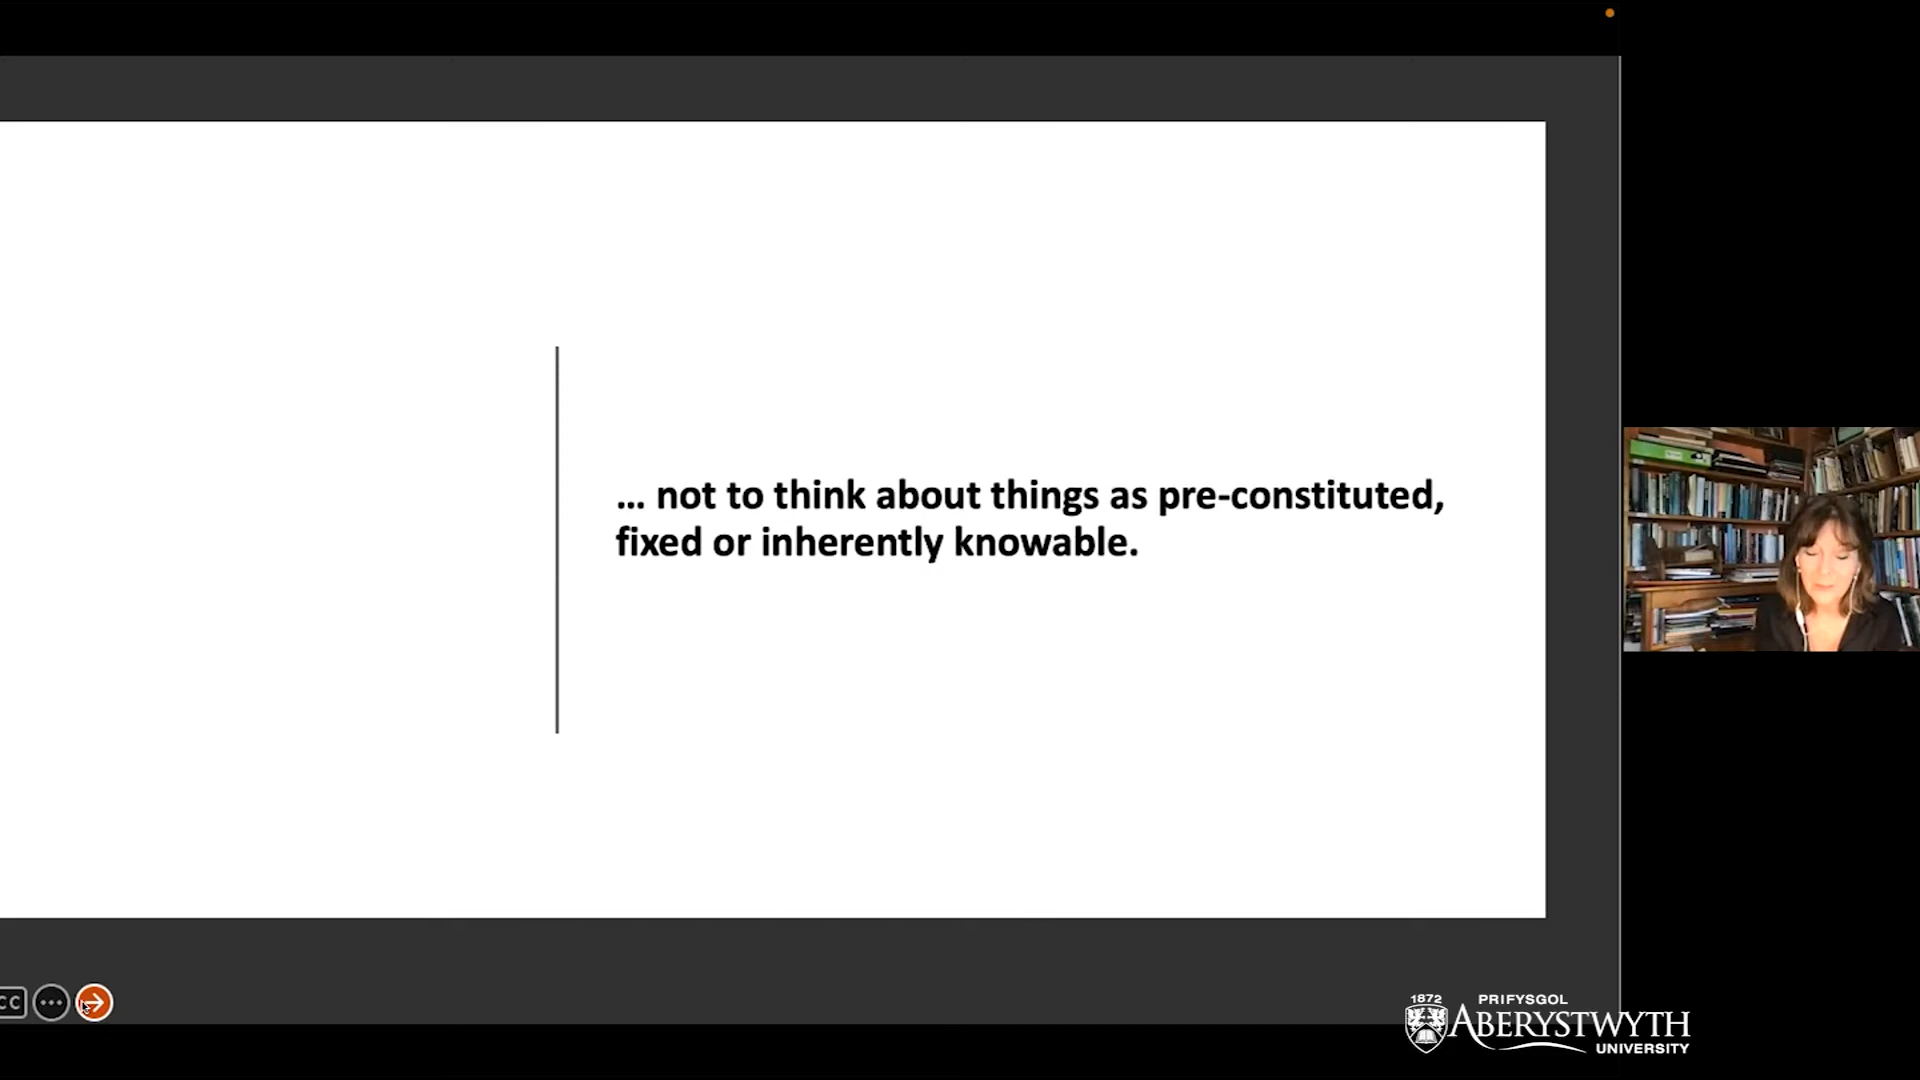 … not to think about things as pre-constituted,
fixed or inherently knowable.
CC
1872
PRIFYSGOL
ABERYSTWYTH
UNIVERSITY